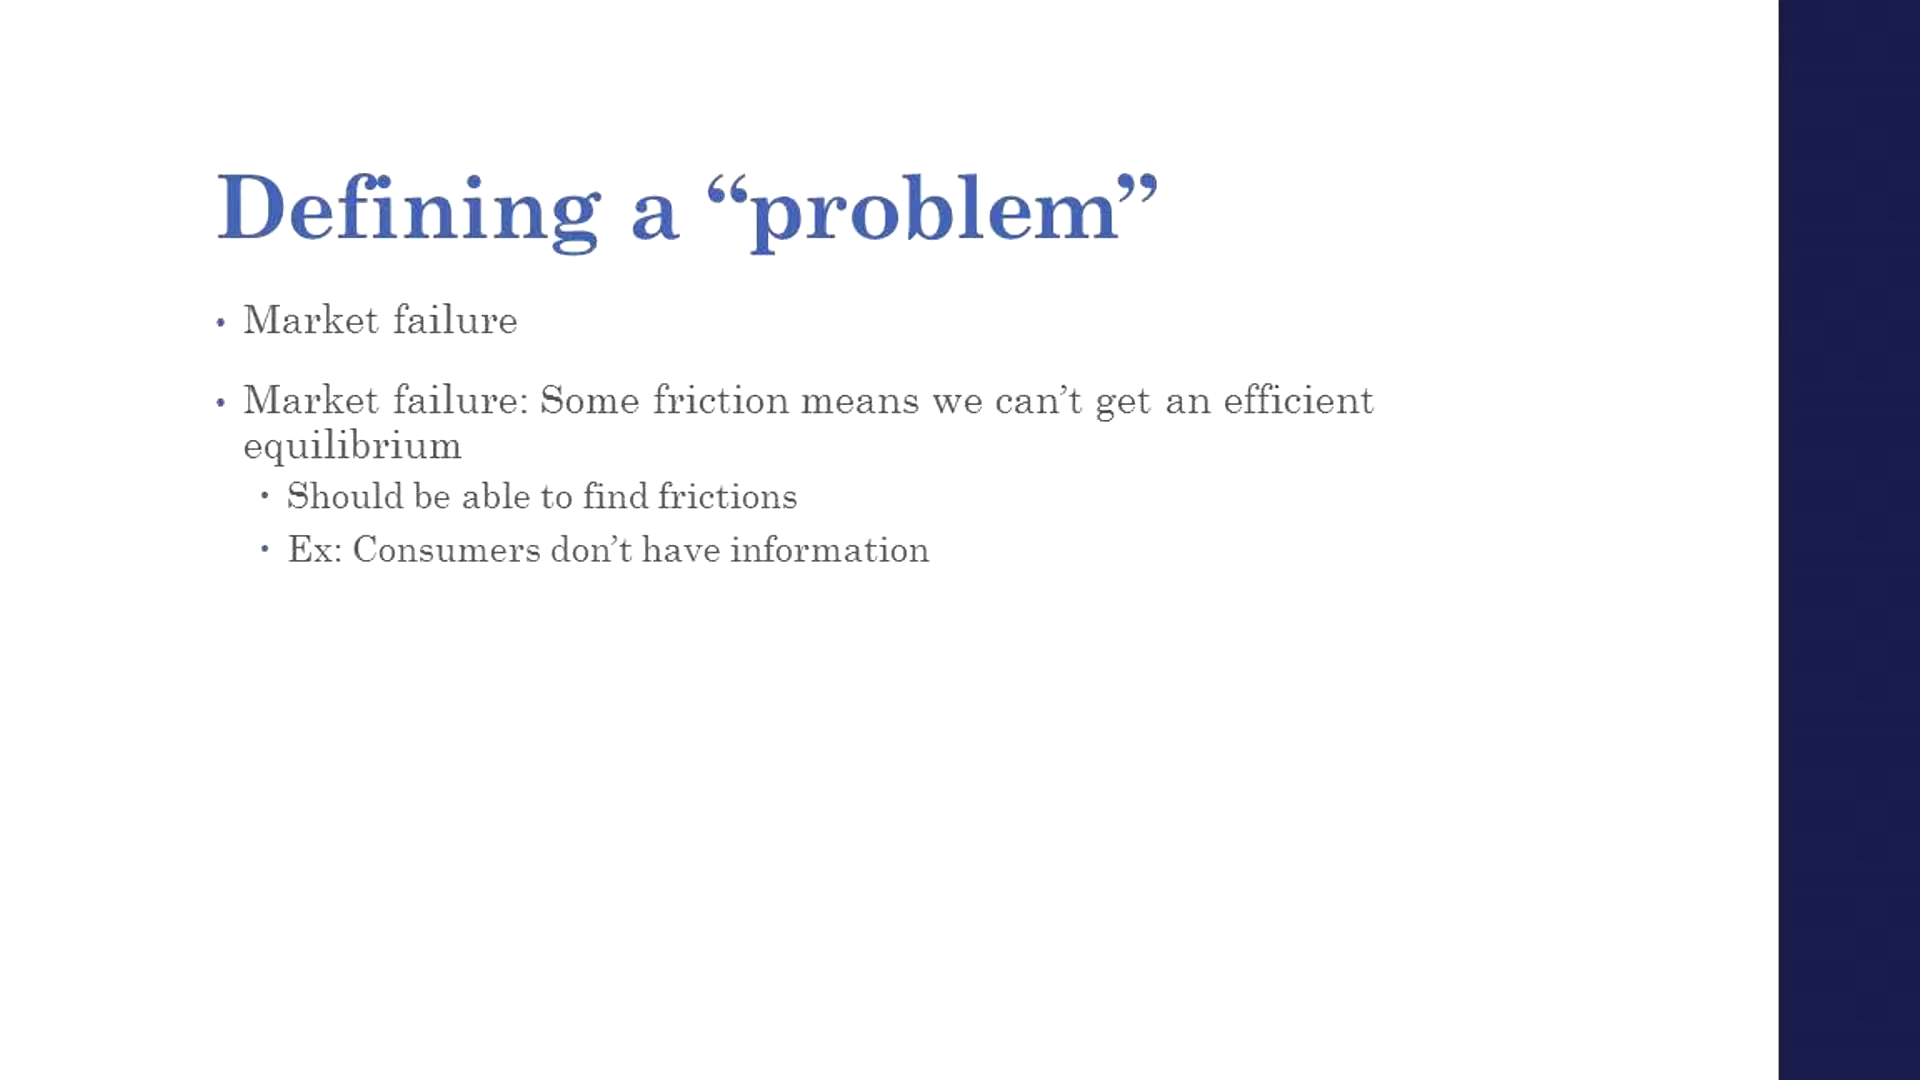 Defining a “problem”
• Market failure
• Market failure: Some friction means we can’t get an efficient
equilibrium
• Should be able to find frictions
• Ex: Consumers don’t have information